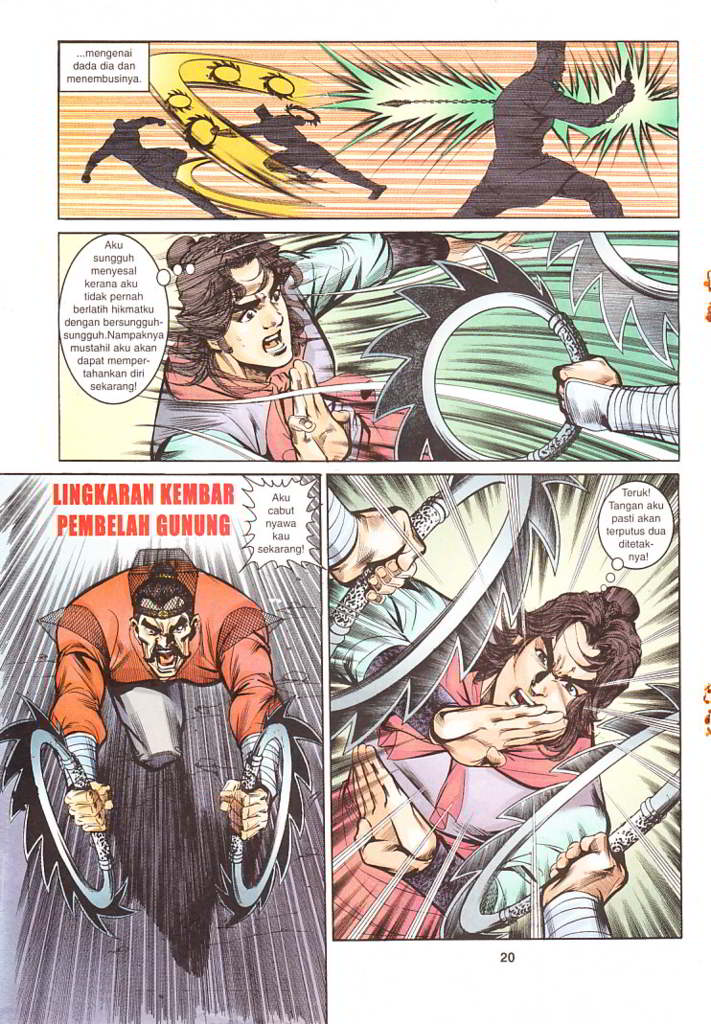 ...mengenai
dada dia dan
menembusinya.
Aku
sungguh
menyesal
kerana aku
tidak pernah
berlatih hikmatku
dengan bersungguh-
sungguh.Nampaknya
mustahil aku akan
dapat memper-
tahankan diri
sekarang!
LINGKARAN KEMBAR
PEMBELAH GUNUNG
Aku
cabut
nyawa
kau
sekarang!
Teruk!
Tangan aku
pasti akan
terputus dua
ditetak-
nya!
20